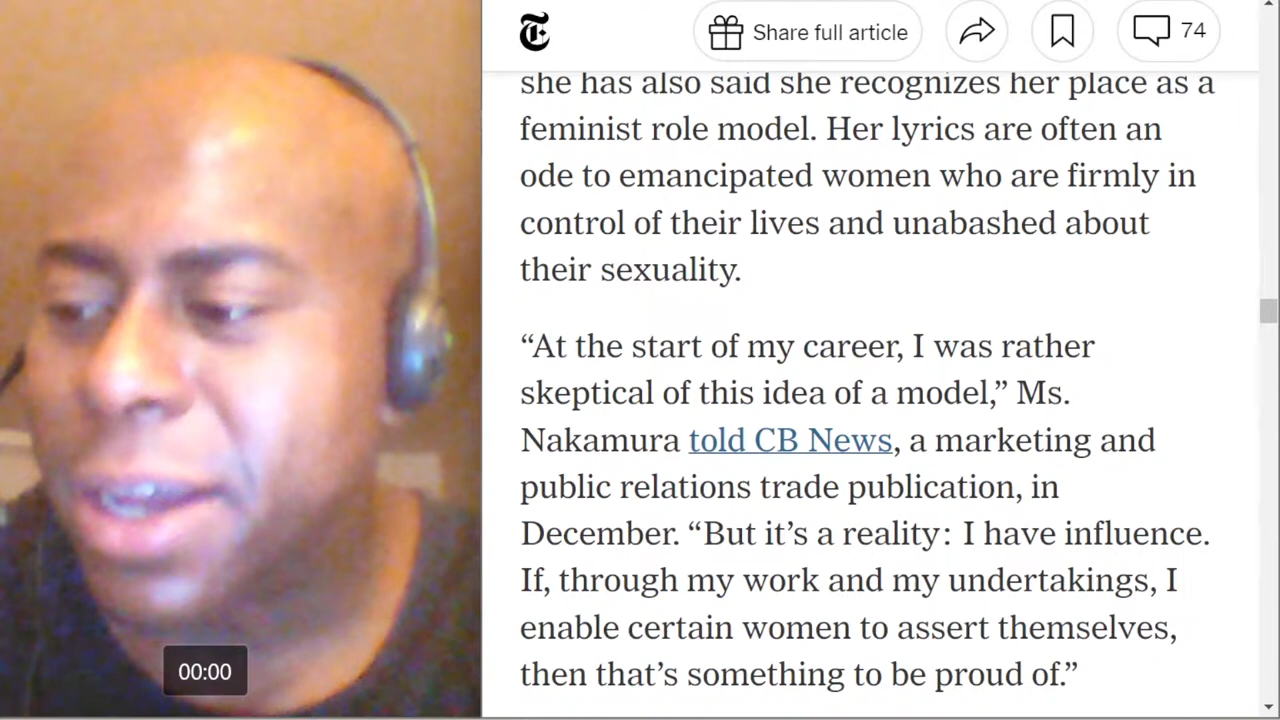 Share full article
74
she has also said she recognizes her place as a
feminist role model. Her lyrics are often an
ode to emancipated women who are firmly in
control of their lives and unabashed about
their sexuality.
“At the start of my career, I was rather
skeptical of this idea of a model,” Ms.
Nakamura told CB News, a marketing and
public relations trade publication, in
December. “But it’s a reality: I have influence.
If, through my work and my undertakings, I
enable certain women to assert themselves,
then that’s something to be proud of.”
00:00